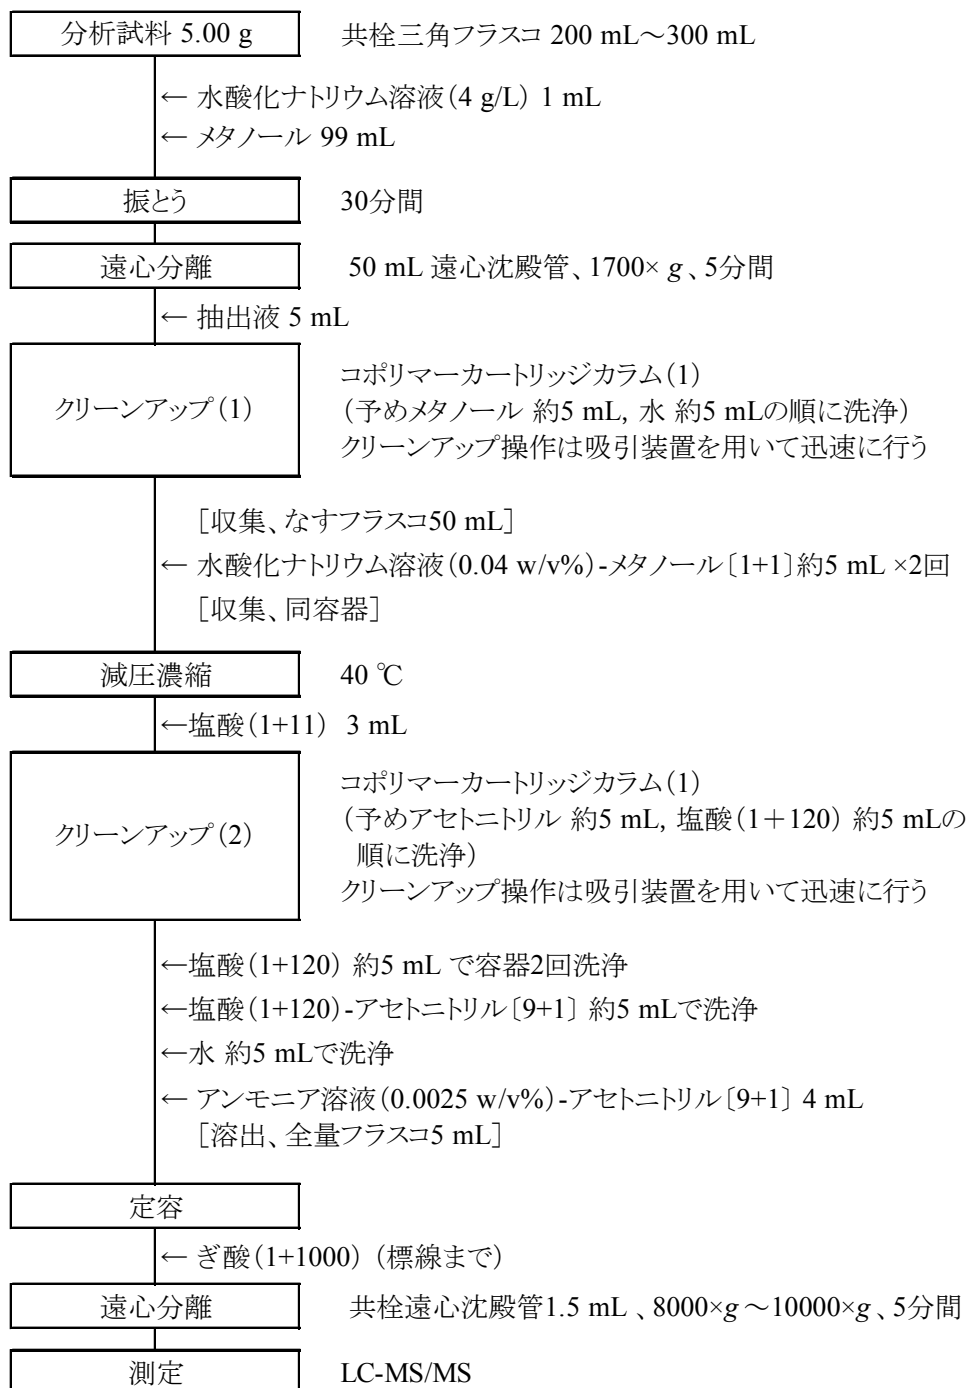 分析試料 5.00 g 共栓三角フラスコ 200 mL～300 mL
← 水酸化ナトリウム溶液(4 g/L) 1 mL
← メタノール 99 mL
振とう 30分間
遠心分離 50 mL 遠心沈殿管、1700× g 、5分間
← 抽出液 5 mL
コポリマーカートリッジカラム(1)
クリーンアップ(1) (予めメタノール 約5 mL, 水 約5 mLの順に洗浄)
クリーンアップ操作は吸引装置を用いて迅速に行う
［収集、なすフラスコ50 mL］
← 水酸化ナトリウム溶液(0.04 w/v%)-メタノール〔1+1〕約5 mL ×2回
［収集、同容器］
減圧濃縮 40 ℃
←塩酸(1+11) 3 mL
コポリマーカートリッジカラム(1)
クリーンアップ(2) (予めアセトニトリル 約5 mL, 塩酸(1＋120) 約5 mLの
順に洗浄)
クリーンアップ操作は吸引装置を用いて迅速に行う
←塩酸(1+120) 約5 mL で容器2回洗浄
←塩酸(1+120)-アセトニトリル〔9+1〕 約5 mLで洗浄
←水 約5 mLで洗浄
← アンモニア溶液(0.0025 w/v%)-アセトニトリル〔9+1〕 4 mL
［溶出、全量フラスコ5 mL］
定容
← ぎ酸(1+1000) (標線まで)
遠心分離 共栓遠心沈殿管1.5 mL 、8000×g～10000×g、5分間
測定 LC-MS/MS